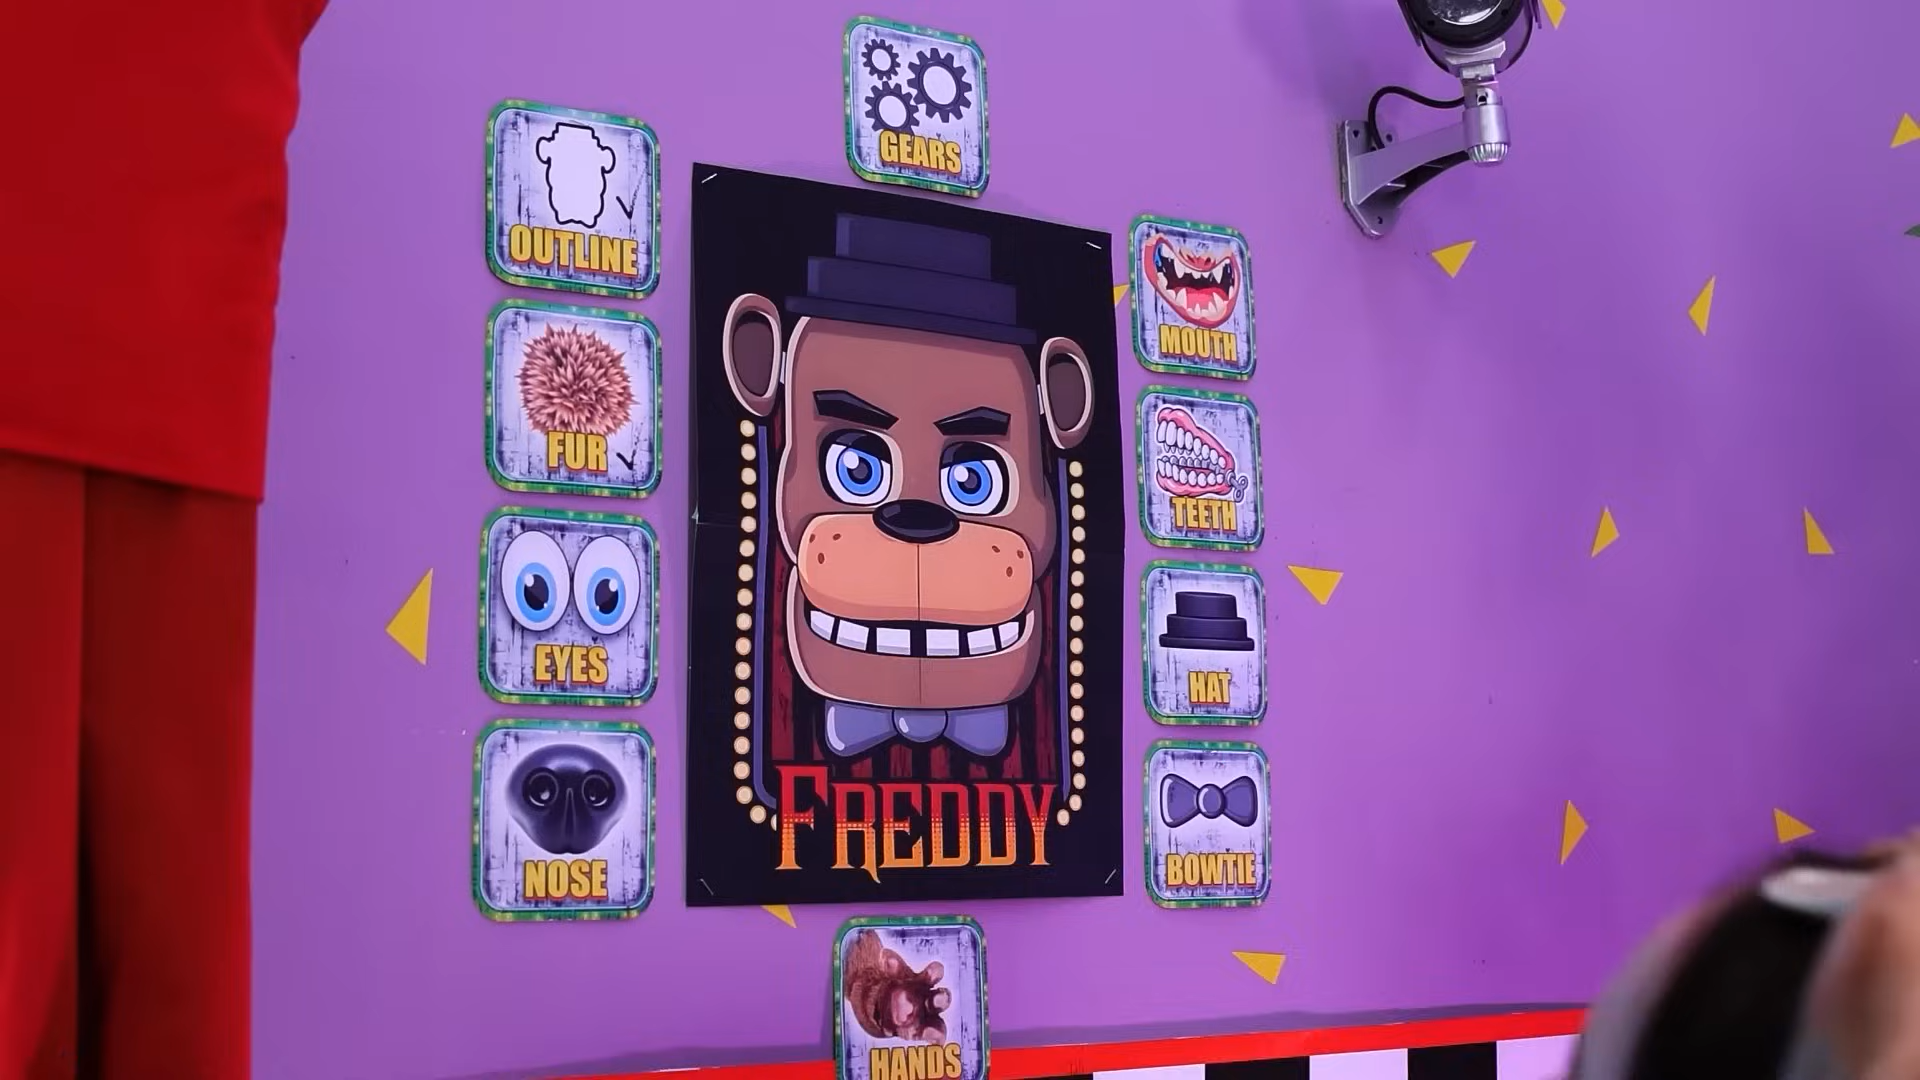 GEARS
OUTLINE
FUR
EYES
NOSE
MOUTH
TEETH
HAT
BOWTIE
FREDDY
HANDS